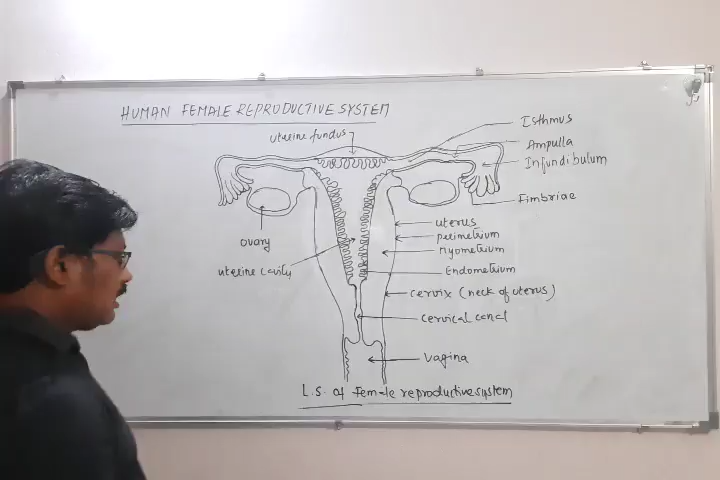 HUMAN FEMALE REPRODUCTIVE SYSTEM
uterine fundus
Isthmus
Ampulla
Infundibulum
Fimbriae
ovary
uterine cavity
uterus
perimetrium
Myometrium
Endometrium
cervix (neck of uterus)
cervical canal
vagina
L.S. of Female reproductive system